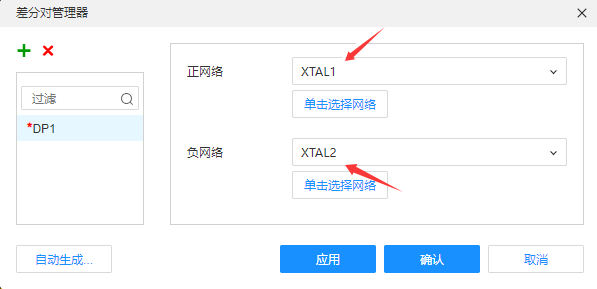 差分对管理器
过滤
*DP1
正网络
XTAL1
单击选择网络
负网络
XTAL2
单击选择网络
自动生成...
应用
确认
取消